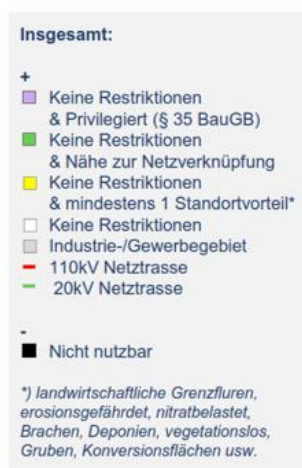 Insgesamt:
+
Keine Restriktionen
& Privilegiert (§ 35 BauGB)
Keine Restriktionen
& Nähe zur Netzverknüpfung
Keine Restriktionen
& mindestens 1 Standortvorteil*
Keine Restriktionen
Industrie-/Gewerbegebiet
110kV Netztrasse
20kV Netztrasse
-
Nicht nutzbar
*) landwirtschaftliche Grenzfluren,
erosionsgefährdet, nitratbelastet,
Brachen, Deponien, vegetationslos,
Gruben, Konversionsflächen usw.